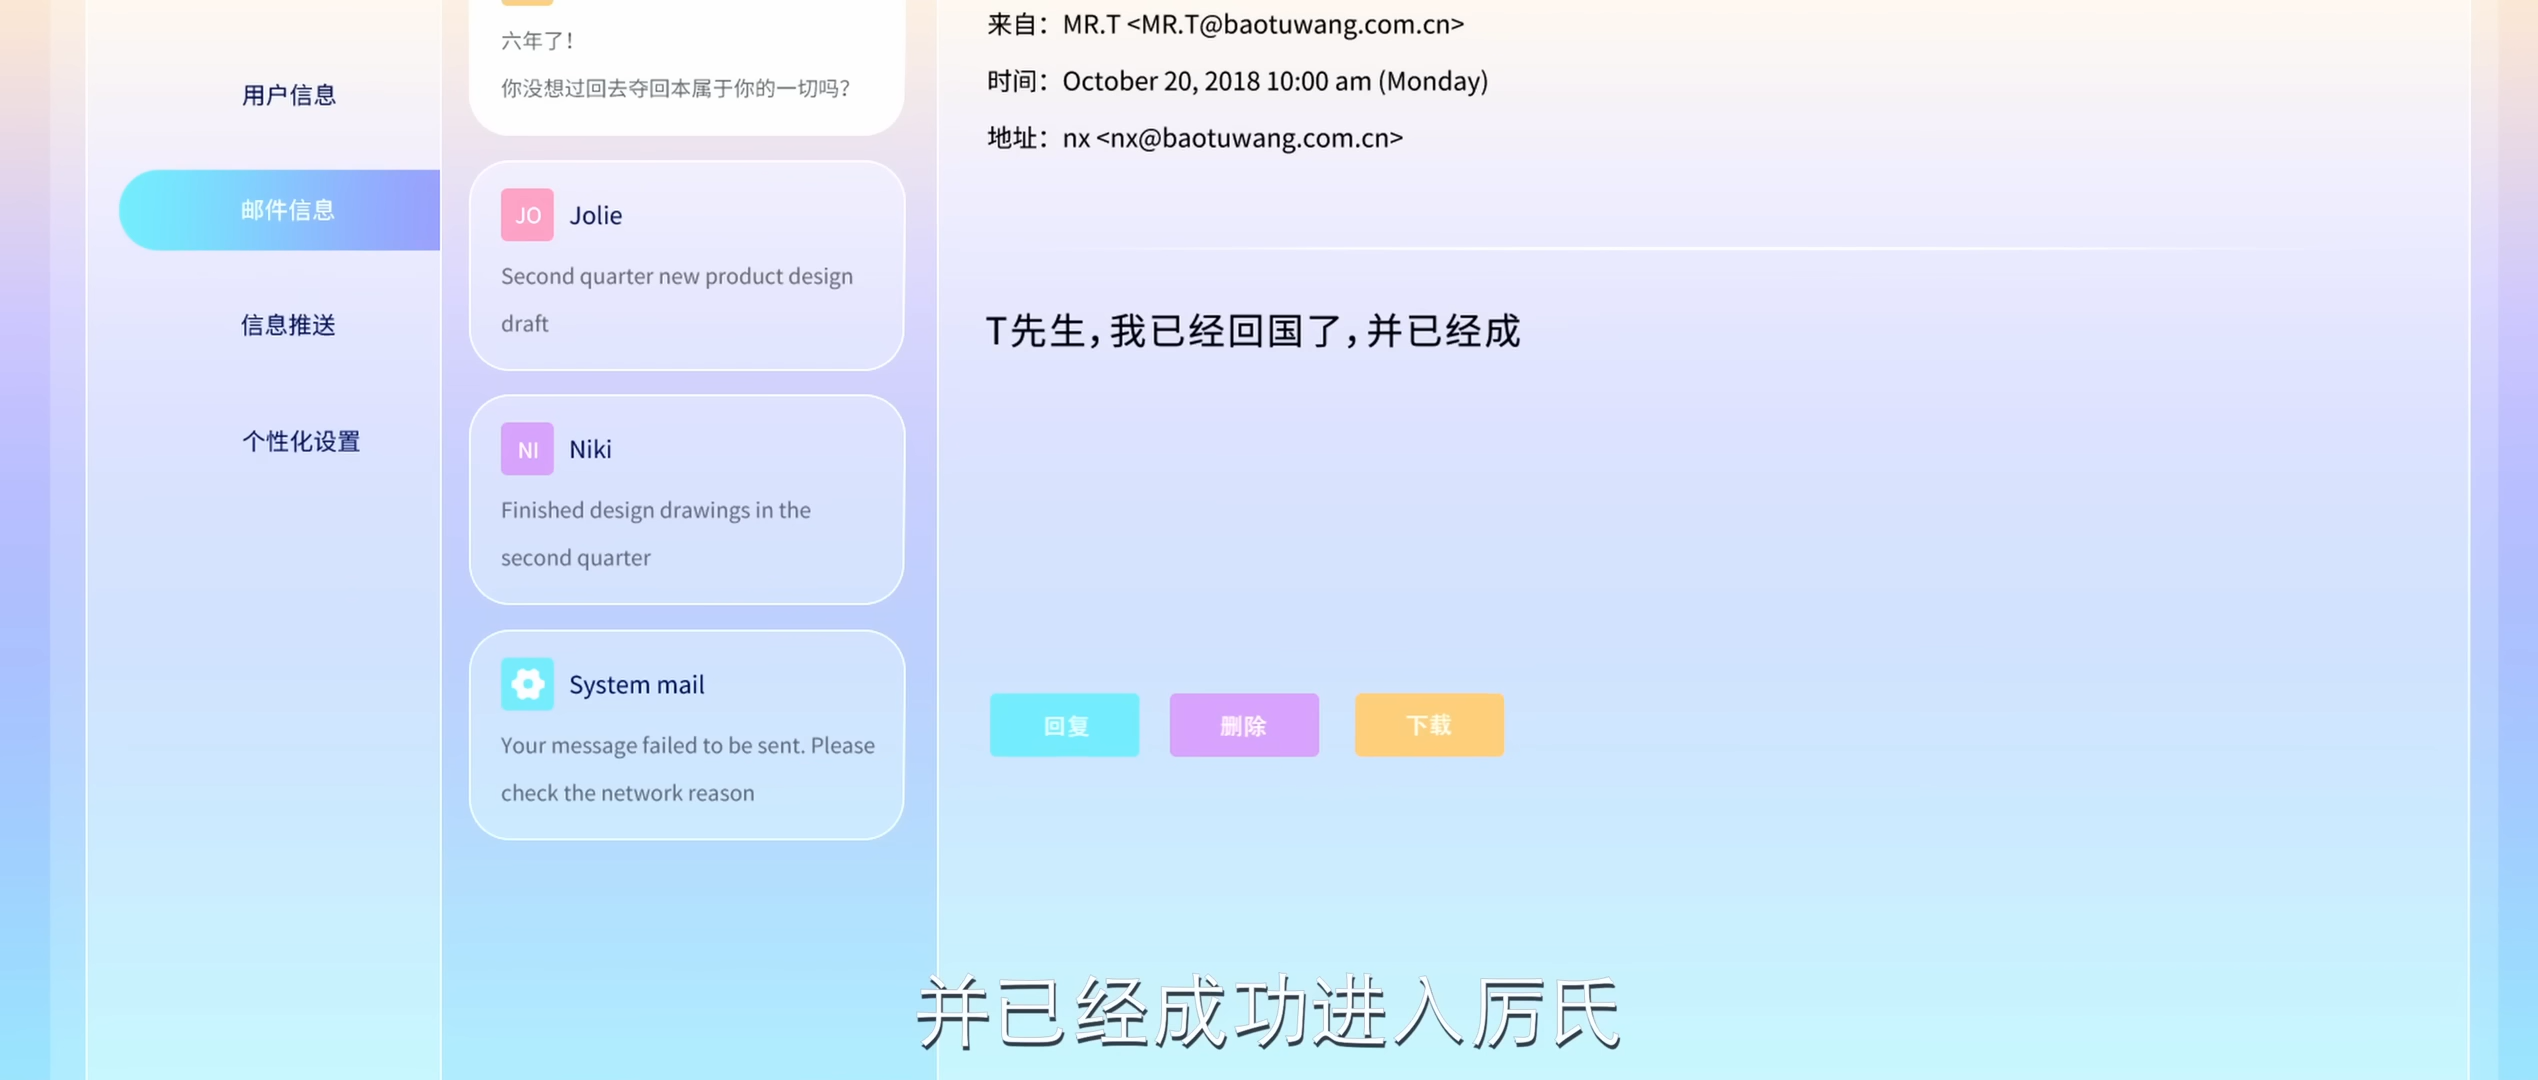 用户信息
邮件信息
信息推送
个性化设置
六年了！
你没想过回去夺回本属于你的一切吗？
JO Jolie
Second quarter new product design
draft
NI Niki
Finished design drawings in the
second quarter
System mail
Your message failed to be sent. Please
check the network reason
来自：MR.T <MR.T@baotuwang.com.cn>
时间：October 20, 2018 10:00 am (Monday)
地址：nx <nx@baotuwang.com.cn>
T先生，我已经回国了，并已经成
回复 删除 下载
并已经成功进入厉氏